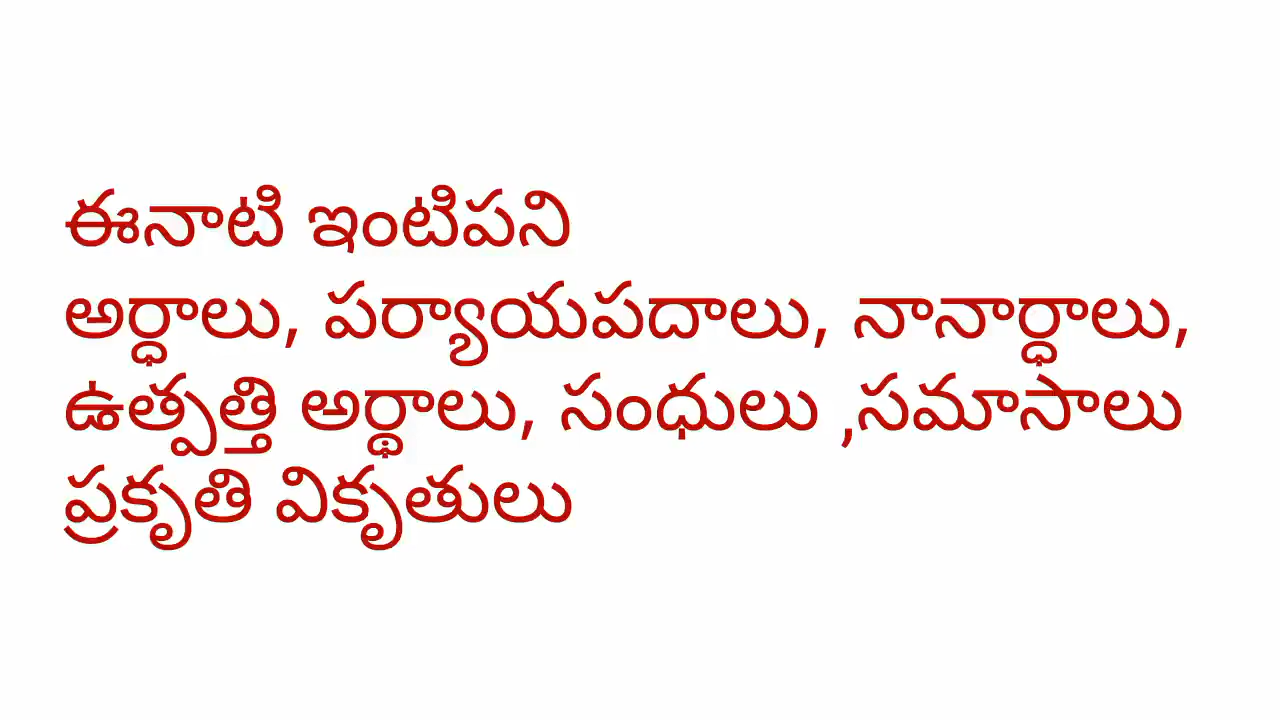 ఈనాటి ఇంటిపని
అర్ధాలు, పర్యాయపదాలు, నానార్ధాలు,
ఉత్పత్తి అర్థాలు, సంధులు ,సమాసాలు
ప్రకృతి వికృతులు